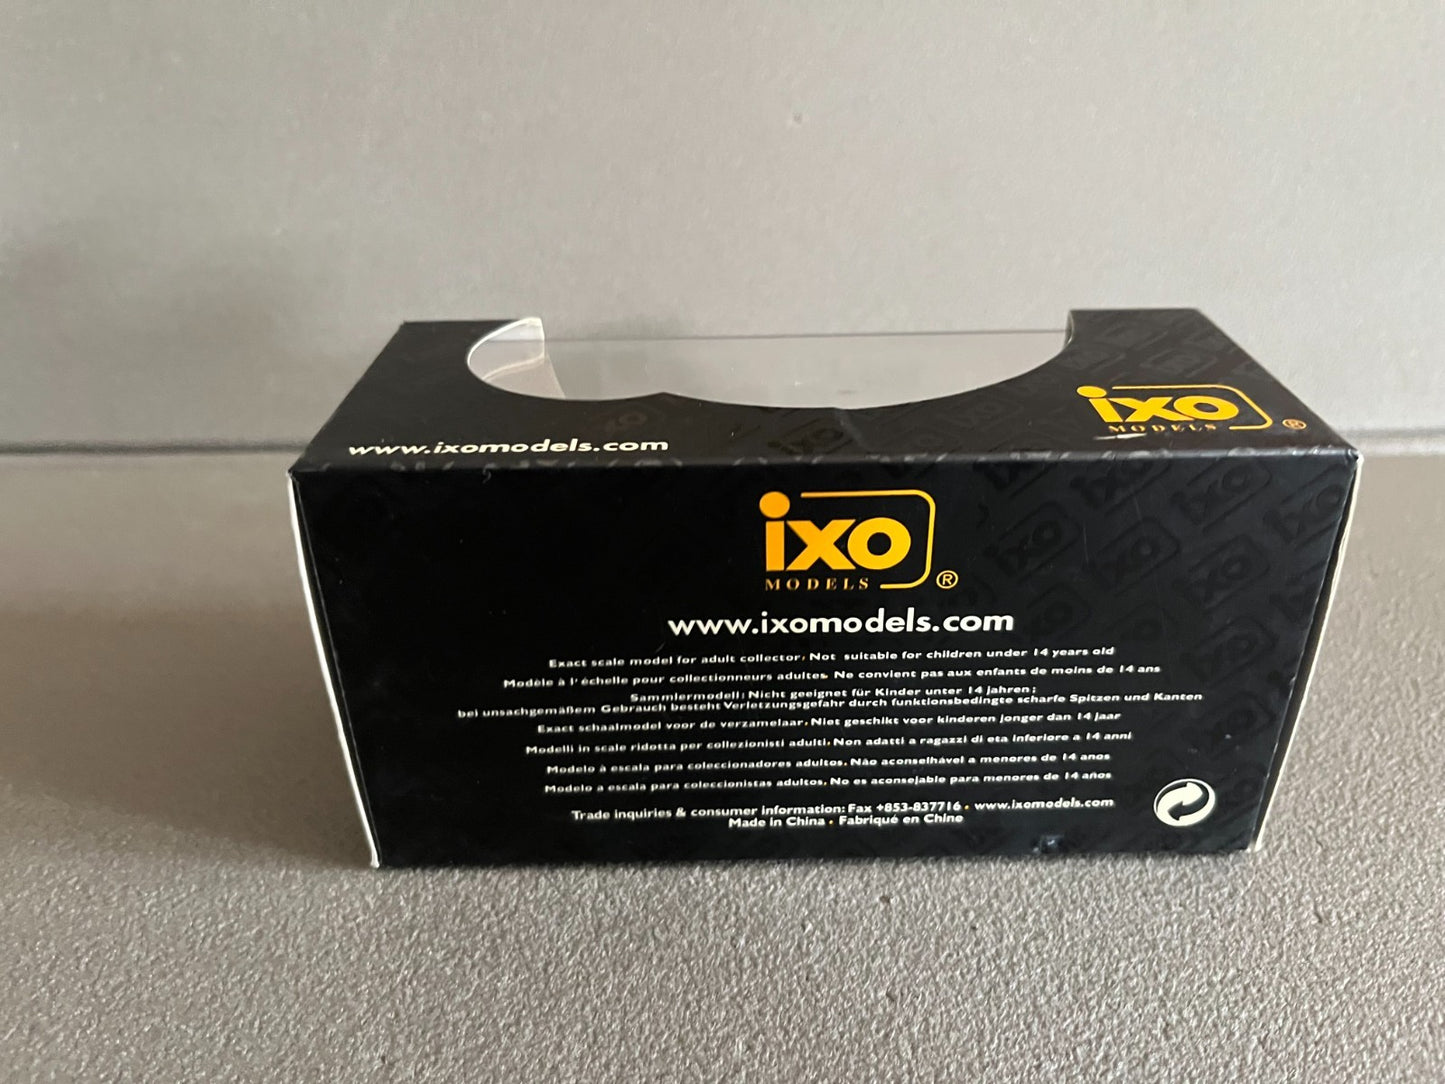 www.ixomodels.com
ixo
MODELS ®
ixo
MODELS ®
www.ixomodels.com
Exact scale model for adult collector. Not suitable for children under 14 years old
Modèle à l'échelle pour collectionneurs adultes. Ne convient pas aux enfants de moins de 14 ans
Sammlermodell; Nicht geeignet für Kinder unter 14 Jahren;
bei unsachgemäßem Gebrauch besteht Verletzungsgefahr durch funktionsbedingte scharfe Spitzen und Kanten
Exact schaalmodel voor de verzamelaar. Niet geschikt voor kinderen jonger dan 14 jaar
Modelli in scale ridotta per collezionisti adulti. Non adatti a ragazzi di eta inferiore a 14 anni
Modelo à escala para coleccionadores adultos. Não aconselhável a menores de 14 anos
Modelo a escala para coleccionistas adultos. No es aconsejable para menores de 14 años
Trade inquiries & consumer information: Fax +853-837716 • www.ixomodels.com
Made in China • Fabriqué en Chine